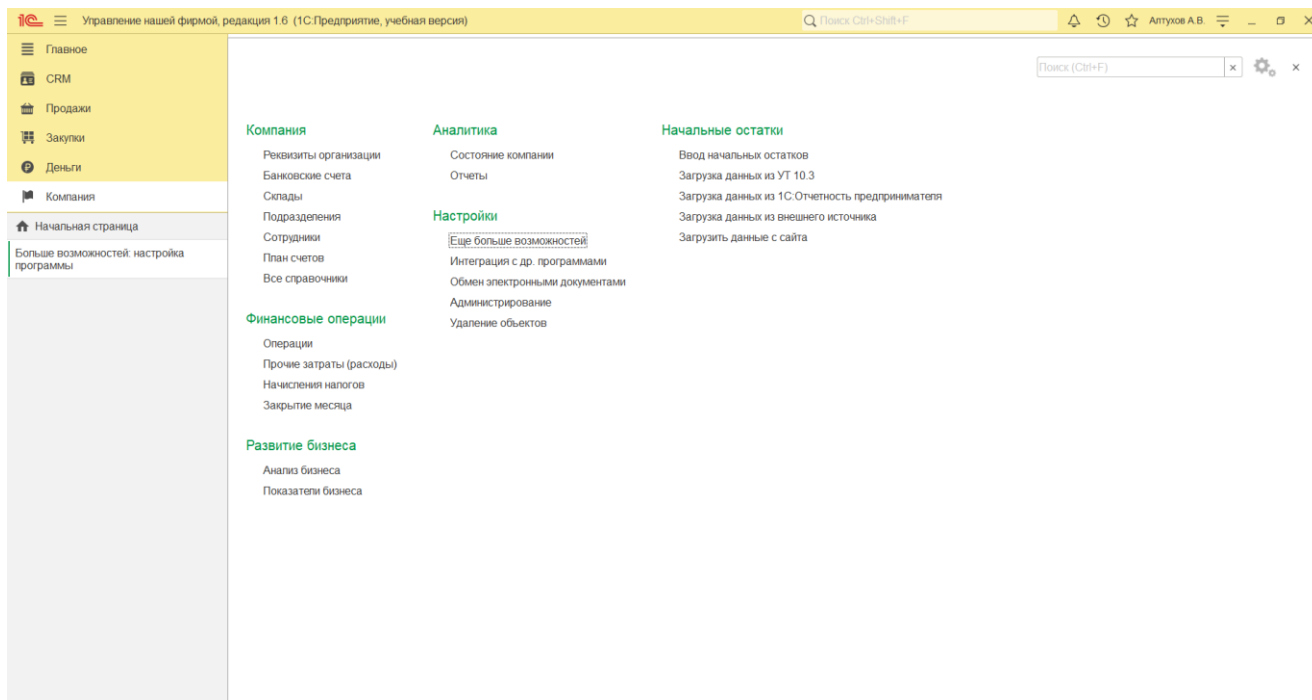 1С Управление нашей фирмой, редакция 1.6 (1С:Предприятие, учебная версия) Поиск Ctrl+Shift+F Алтухов А.В.
Главное
CRM
Продажи
Закупки
Деньги
Компания
Начальная страница
Больше возможностей: настройка
программы
Поиск (Ctrl+F)
Компания
Реквизиты организации
Банковские счета
Склады
Подразделения
Сотрудники
План счетов
Все справочники
Финансовые операции
Операции
Прочие затраты (расходы)
Начисления налогов
Закрытие месяца
Развитие бизнеса
Анализ бизнеса
Показатели бизнеса
Аналитика
Состояние компании
Отчеты
Настройки
Еще больше возможностей
Интеграция с др. программами
Обмен электронными документами
Администрирование
Удаление объектов
Начальные остатки
Ввод начальных остатков
Загрузка данных из УТ 10.3
Загрузка данных из 1С:Отчетность предпринимателя
Загрузка данных из внешнего источника
Загрузить данные с сайта